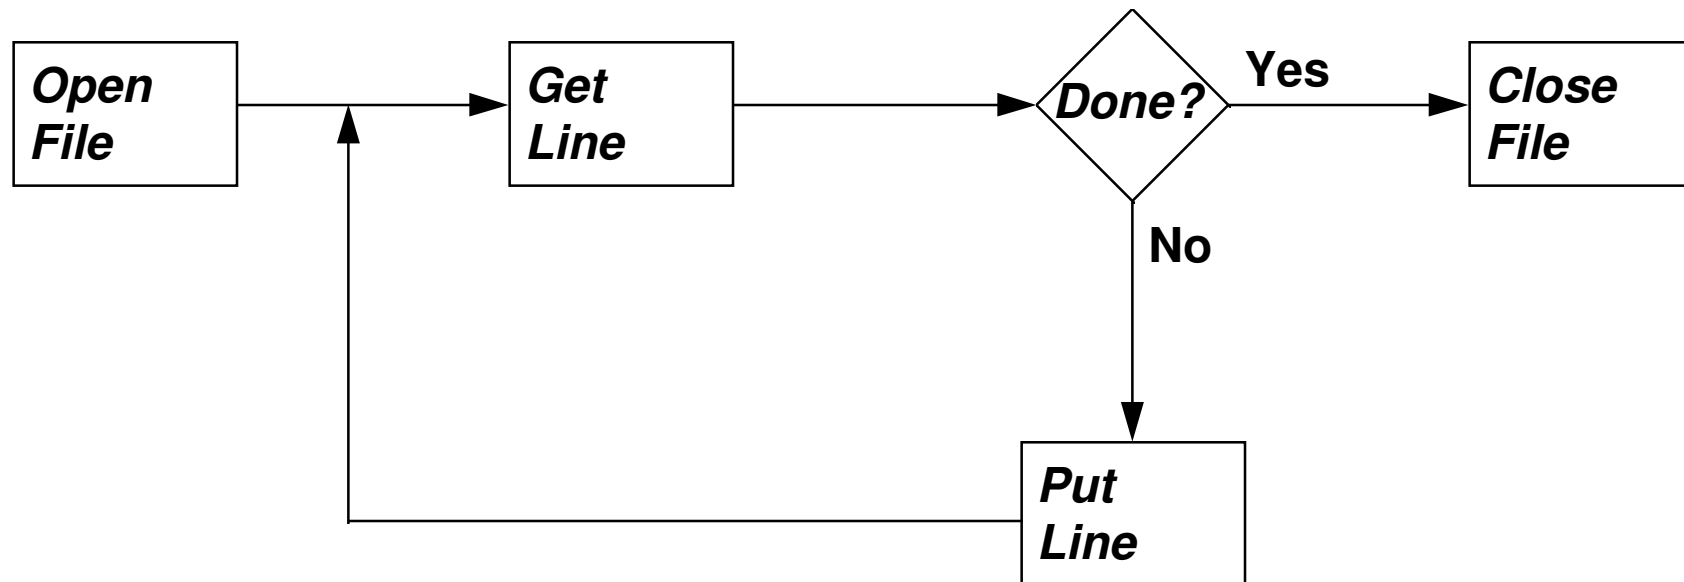 Open
File
Get
Line
Done?
Yes
Close
File
No
Put
Line